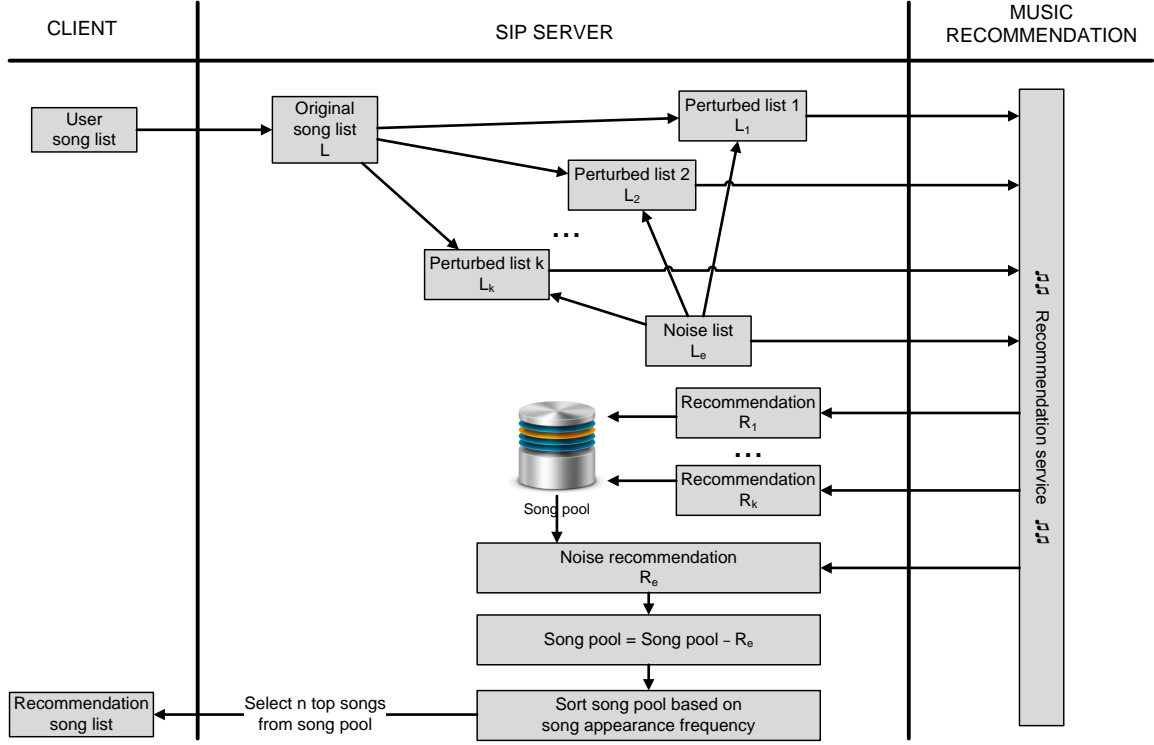 CLIENT
SIP SERVER
MUSIC
RECOMMENDATION
User
song list
Original
song list
L
Perturbed list 1
L₁
Perturbed list 2
L₂
...
Perturbed list k
Lₖ
Noise list
Lₑ
Recommendation
R₁
...
Recommendation
Rₖ
Song pool
♫♫ Recommendation service ♫♫
Noise recommendation
Rₑ
Song pool = Song pool – Rₑ
Sort song pool based on
song appearance frequency
Select n top songs
from song pool
Recommendation
song list